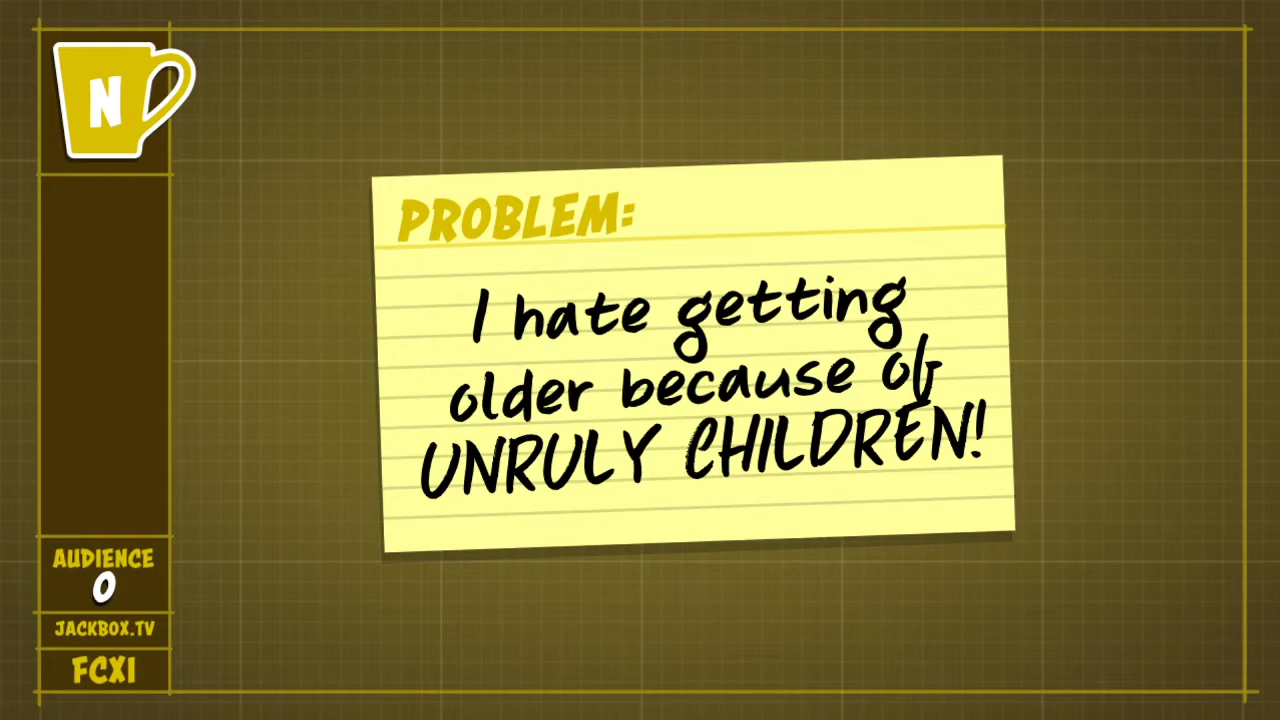 N
PROBLEM:
I hate getting
older because of
UNRULY CHILDREN!
AUDIENCE
0
JACKBOX.TV
FCXI